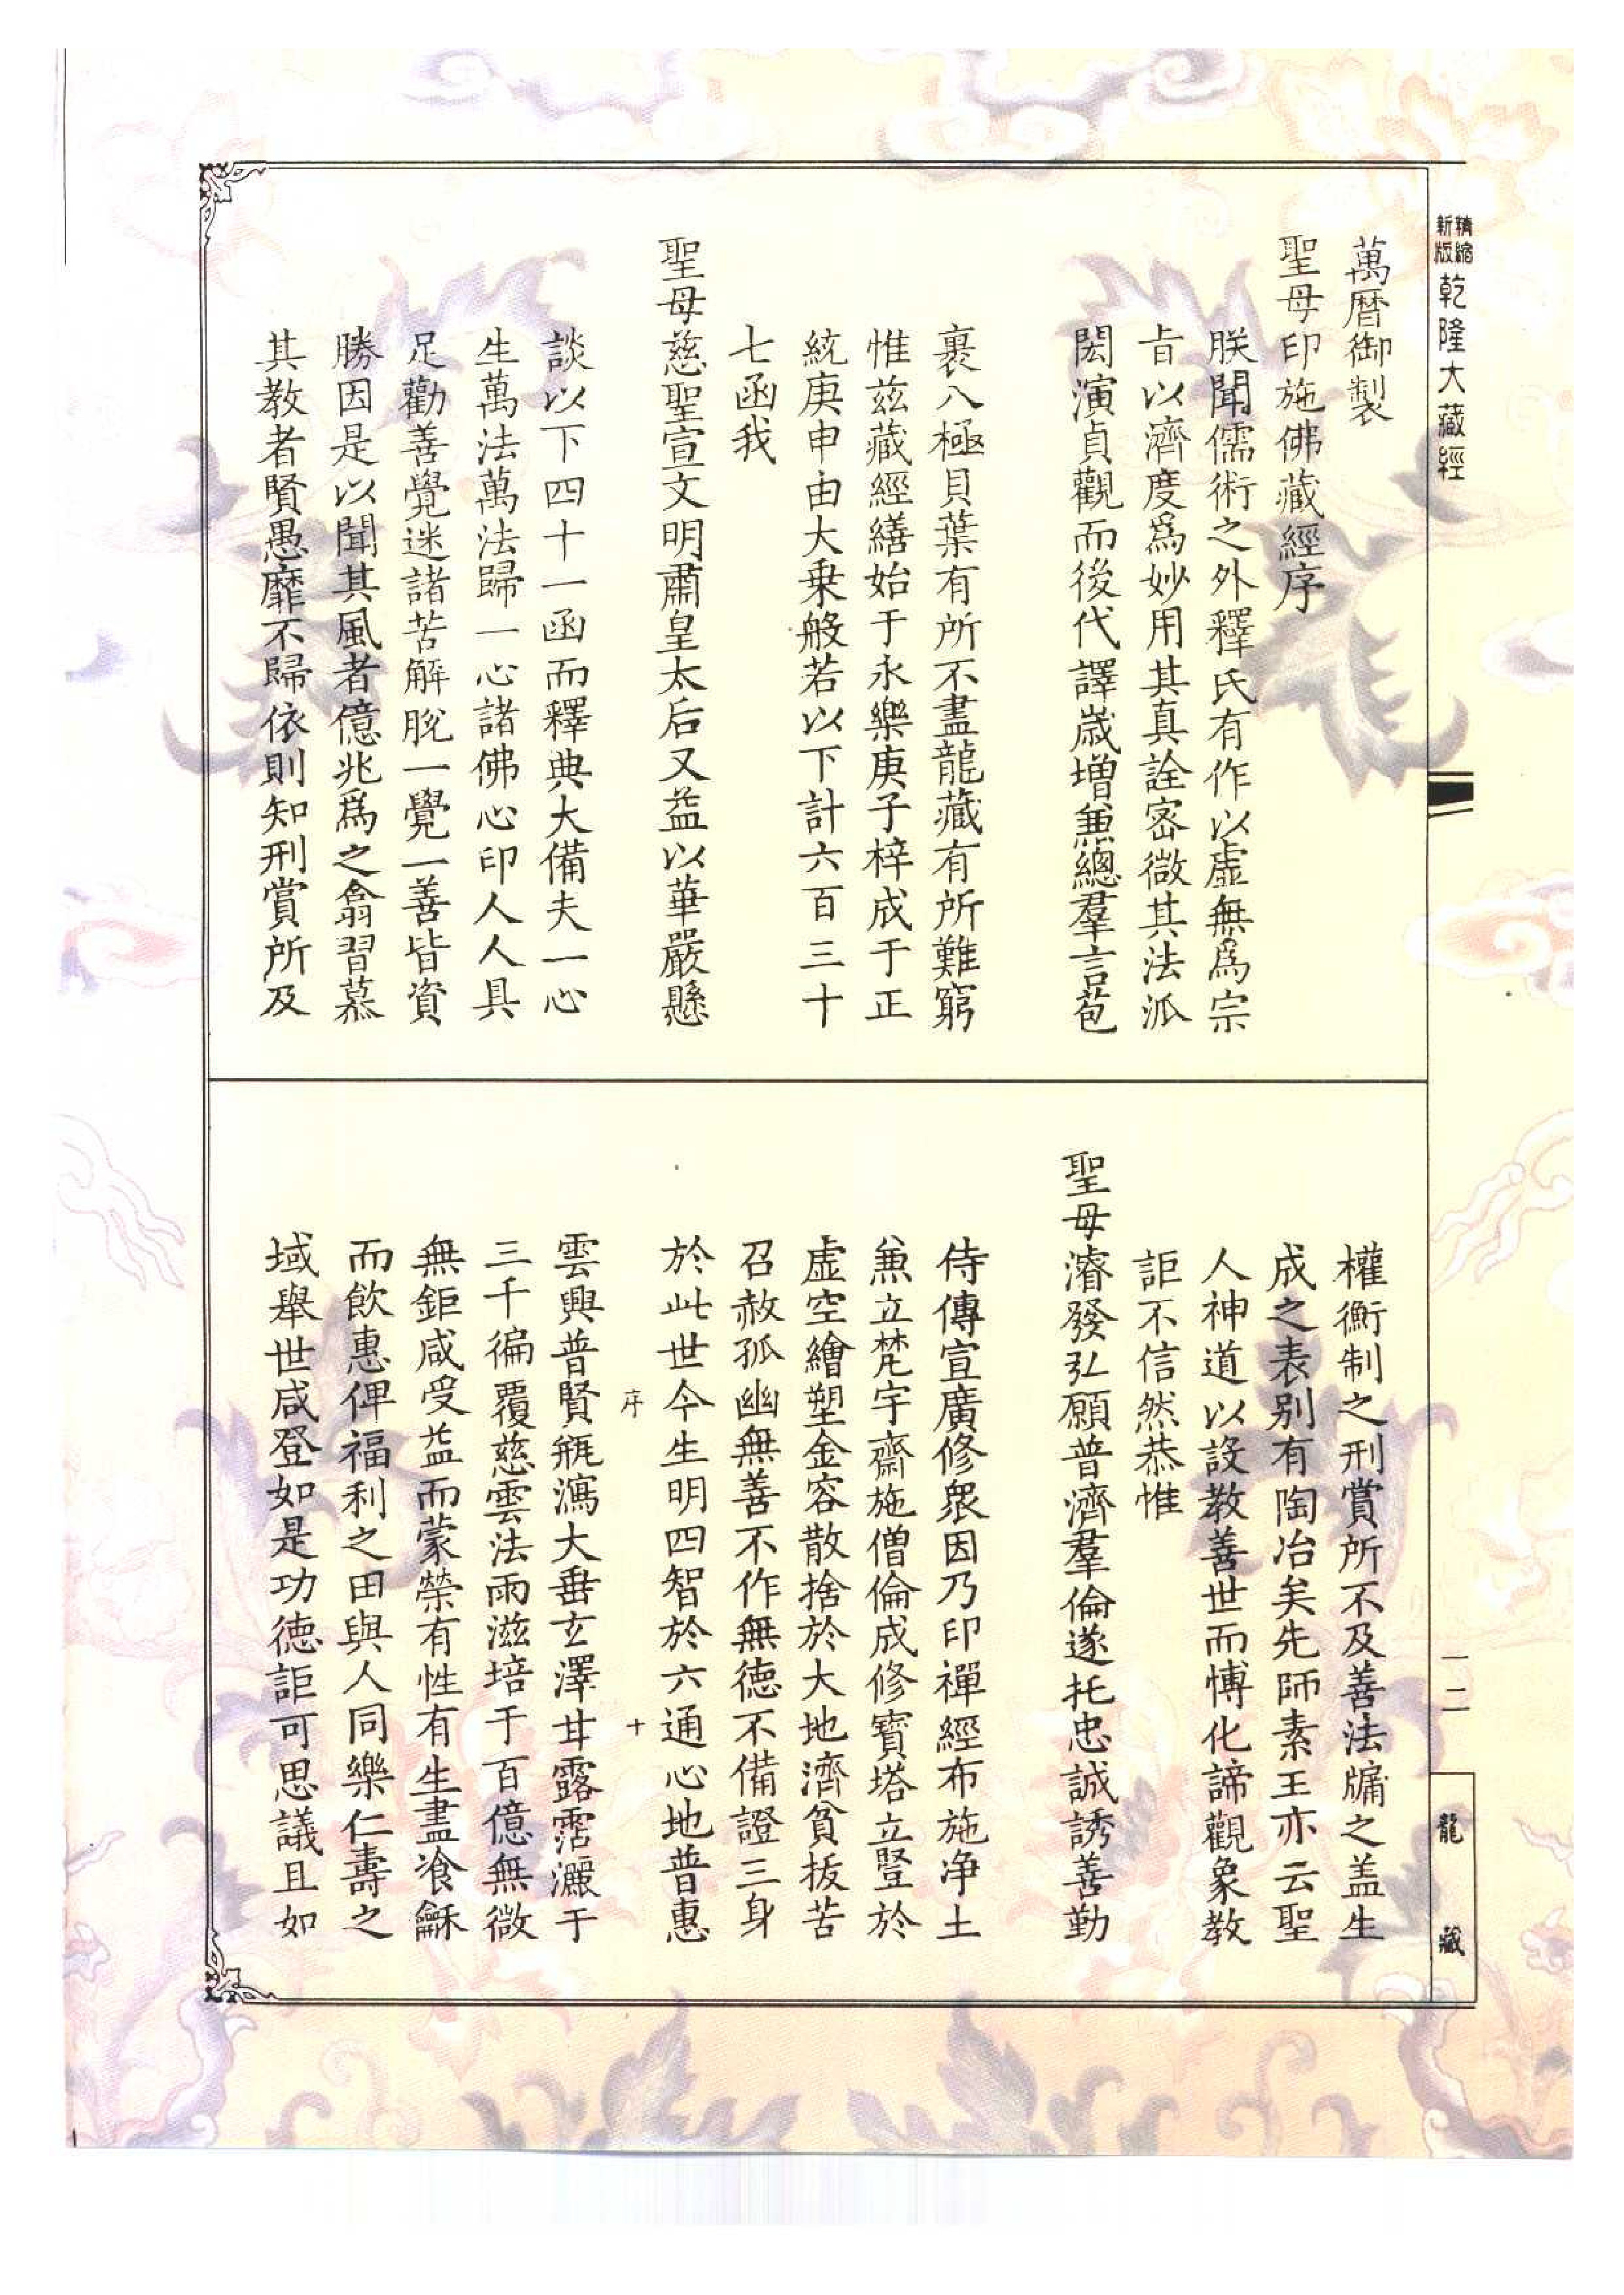 精縮新版 乾隆大藏經
萬曆御製
聖母印施佛藏經序
朕聞儒術之外釋氏有作以虛無爲宗
旨以濟度爲妙用其真詮密微其法派
閎演貞觀而後代譯歲增兼總羣言苞
裹八極貝葉有所不盡龍藏有所難窮
惟茲藏經繕始于永樂庚子梓成于正
統庚申由大乘般若以下計六百三十
七函我
聖母慈聖宣文明肅皇太后又益以華嚴懸
談以下四十一函而釋典大備夫一心
生萬法萬法歸一心諸佛心印人人具
足勸善覺迷諸苦解脫一覺一善皆資
勝因是以聞其風者億兆爲之翕習慕
其教者賢愚靡不歸依則知刑賞所及
權衡制之刑賞所不及善法牖之盖生
成之表別有陶冶矣先師素王亦云聖
人神道以設教善世而博化諦觀象教
詎不信然恭惟
聖母濬發弘願普濟羣倫遂托忠誠誘善勤
侍傳宣廣修衆因乃印禪經布施净土
兼立梵宇齋施僧倫成修寶塔立竪於
虛空繪塑金容散捨於大地濟貧拔苦
召赦孤幽無善不作無德不備證三身
於此世今生明四智於六通心地普惠
序 十
雲興普賢瓶瀉大垂玄澤甘露霑灑于
三千徧覆慈雲法雨滋培于百億無微
無鉅咸受益而蒙榮有性有生盡飡龢
而飲惠俾福利之田與人同樂仁壽之
域舉世咸登如是功德詎可思議且如
一二
龍藏